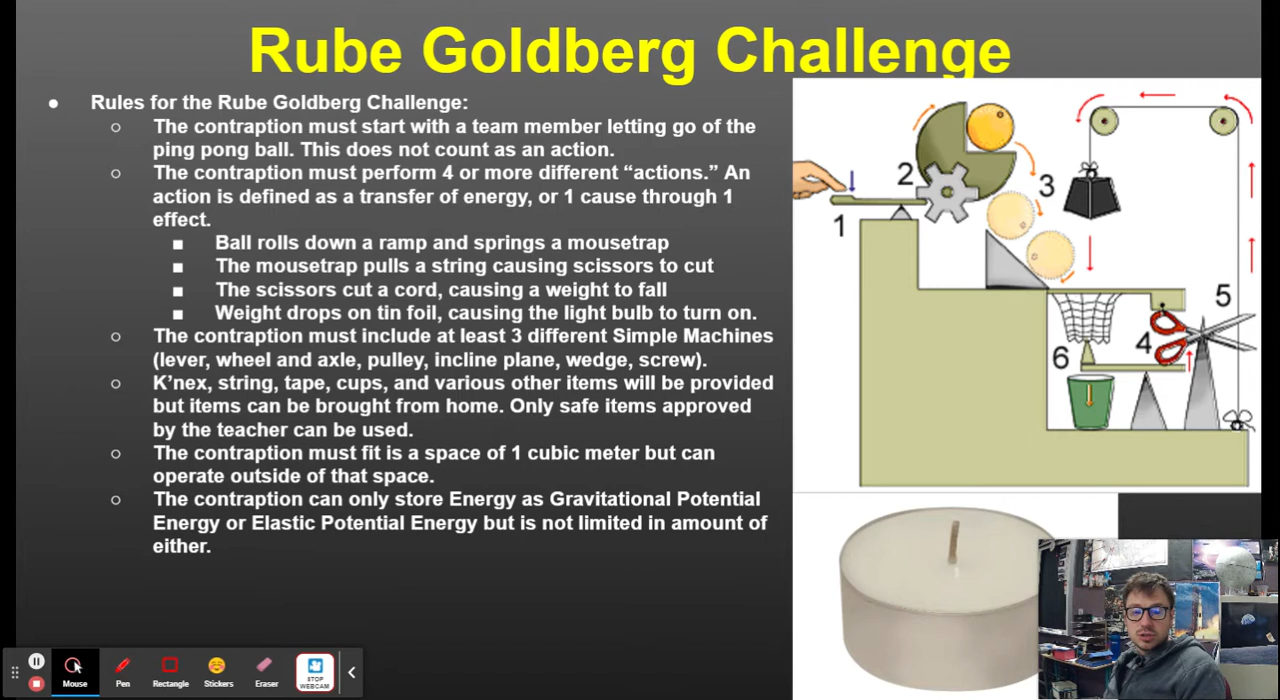 Rube Goldberg Challenge
● Rules for the Rube Goldberg Challenge:
○ The contraption must start with a team member letting go of the
ping pong ball. This does not count as an action.
○ The contraption must perform 4 or more different “actions.” An
action is defined as a transfer of energy, or 1 cause through 1
effect.
■ Ball rolls down a ramp and springs a mousetrap
■ The mousetrap pulls a string causing scissors to cut
■ The scissors cut a cord, causing a weight to fall
■ Weight drops on tin foil, causing the light bulb to turn on.
○ The contraption must include at least 3 different Simple Machines
(lever, wheel and axle, pulley, incline plane, wedge, screw).
○ K’nex, string, tape, cups, and various other items will be provided
but items can be brought from home. Only safe items approved
by the teacher can be used.
○ The contraption must fit is a space of 1 cubic meter but can
operate outside of that space.
○ The contraption can only store Energy as Gravitational Potential
Energy or Elastic Potential Energy but is not limited in amount of
either.
1
2
3
4
5
6
Mouse
Pen
Rectangle
Stickers
Eraser
STOP
WEBCAM